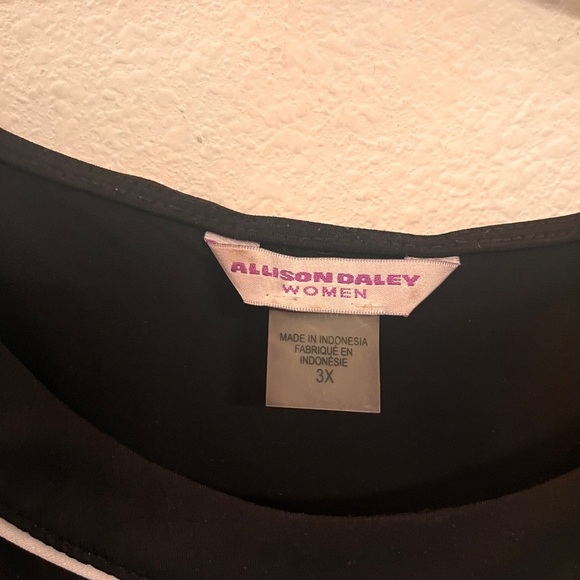 ALLISON DALEY
WOMEN
MADE IN INDONESIA
FABRIQUÉ EN
INDONÉSIE
3X